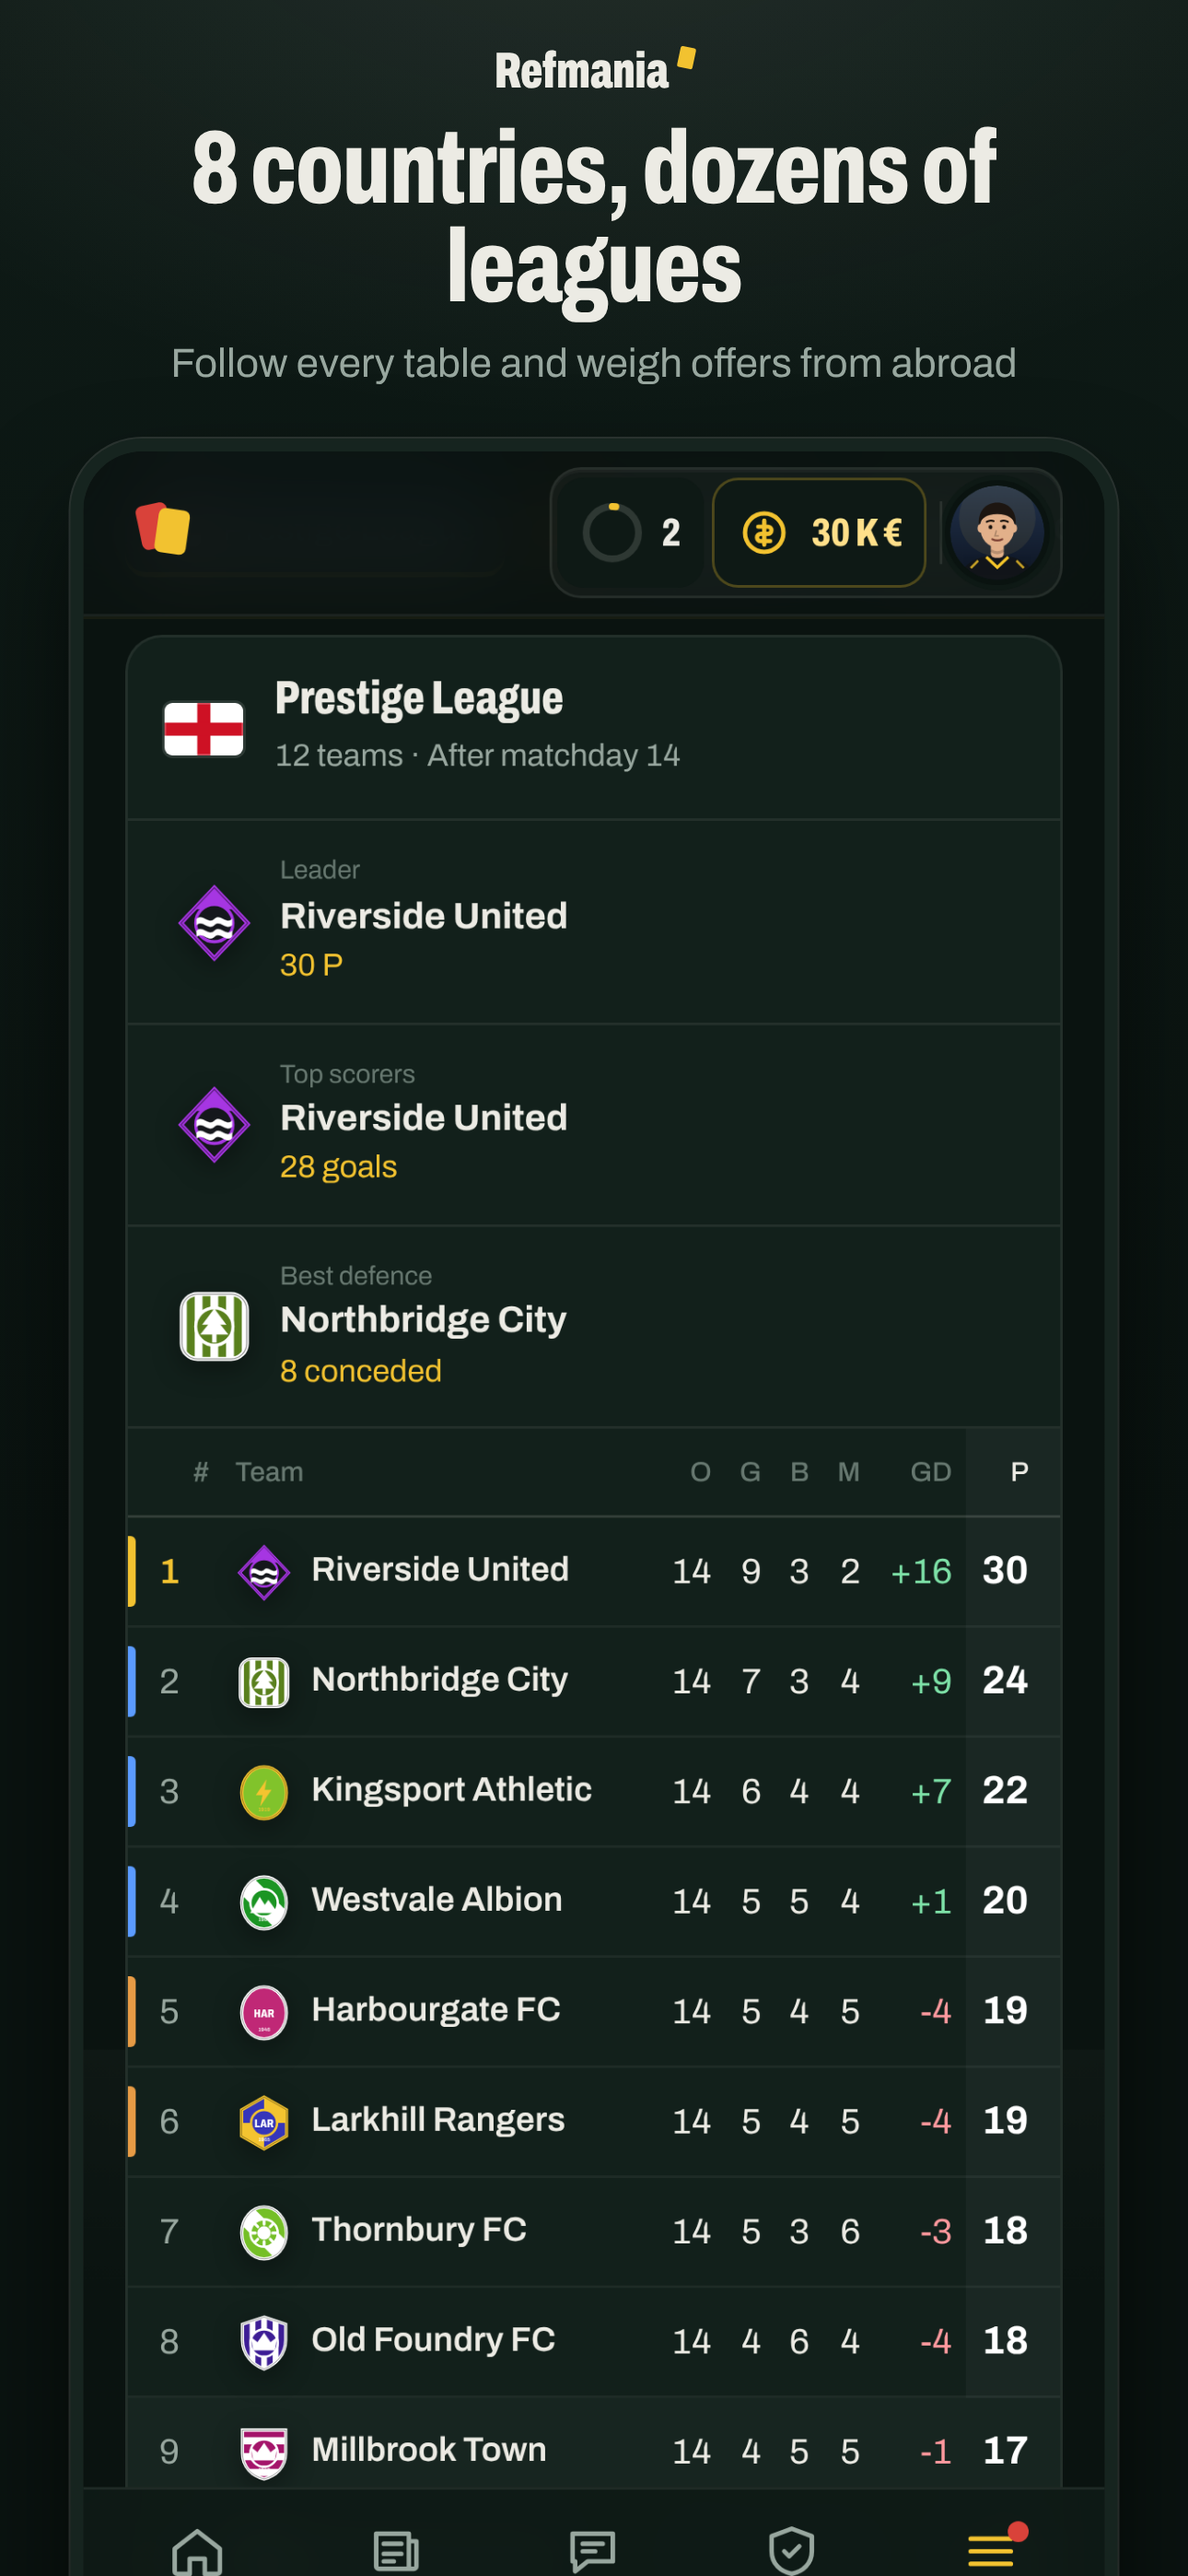 Refmania
8 countries, dozens of
leagues
Follow every table and weigh offers from abroad
2 30 K €
Prestige League
12 teams · After matchday 14
Leader
Riverside United
30 P
Top scorers
Riverside United
28 goals
Best defence
Northbridge City
8 conceded
# Team O G B M GD P
1 Riverside United 14 9 3 2 +16 30
2 Northbridge City 14 7 3 4 +9 24
3 Kingsport Athletic 14 6 4 4 +7 22
4 Westvale Albion 14 5 5 4 +1 20
5 HAR Harbourgate FC 14 5 4 5 -4 19
6 LAR Larkhill Rangers 14 5 4 5 -4 19
7 Thornbury FC 14 5 3 6 -3 18
8 Old Foundry FC 14 4 6 4 -4 18
9 Millbrook Town 14 4 5 5 -1 17